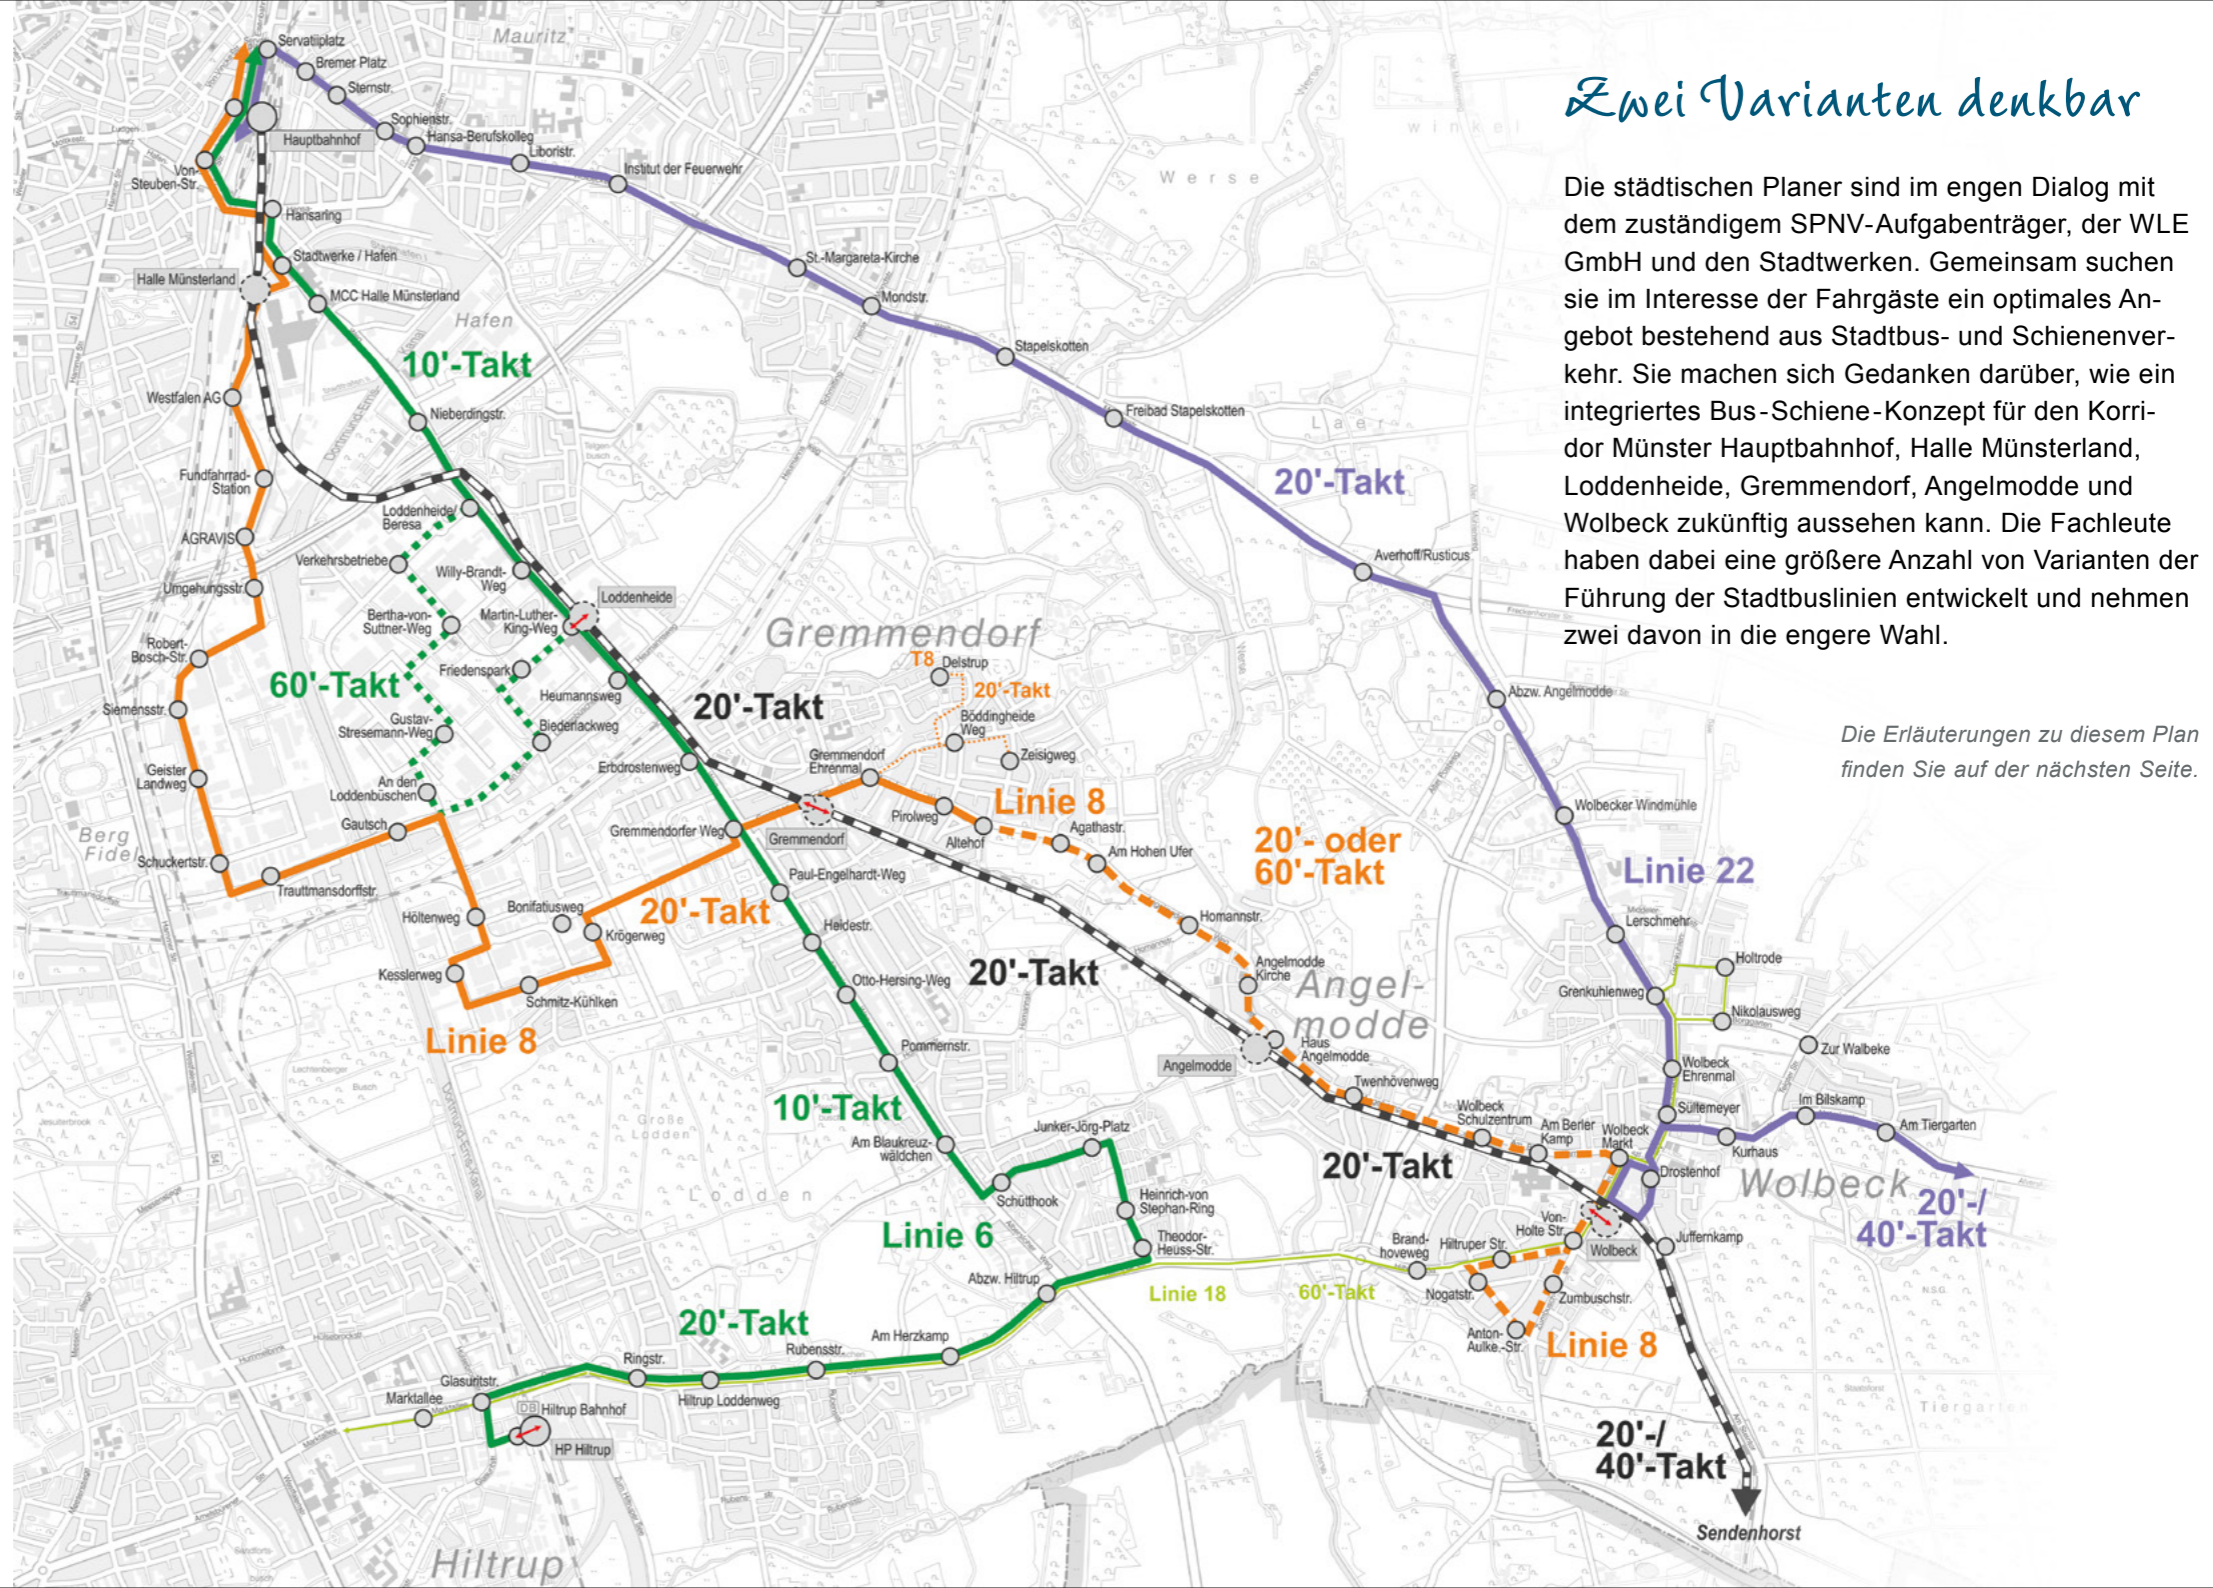 Zwei Varianten denkbar
Die städtischen Planer sind im engen Dialog mit
dem zuständigem SPNV-Aufgabenträger, der WLE
GmbH und den Stadtwerken. Gemeinsam suchen
sie im Interesse der Fahrgäste ein optimales An-
gebot bestehend aus Stadtbus- und Schienenver-
kehr. Sie machen sich Gedanken darüber, wie ein
integriertes Bus-Schiene-Konzept für den Korri-
dor Münster Hauptbahnhof, Halle Münsterland,
Loddenheide, Gremmendorf, Angelmodde und
Wolbeck zukünftig aussehen kann. Die Fachleute
haben dabei eine größere Anzahl von Varianten der
Führung der Stadtbuslinien entwickelt und nehmen
zwei davon in die engere Wahl.
Die Erläuterungen zu diesem Plan
finden Sie auf der nächsten Seite.
Servatiiplatz
Mauritz
Bremer Platz
Sternstr.
Sophienstr.
Hansa-Berufskolleg
Hauptbahnhof
Liboristr.
Institut der Feuerwehr
Werse
Von-
Steuben-Str.
Hansaring
Stadtwerke / Hafen
Halle Münsterland
MCC Halle Münsterland
Hafen
St.-Margareta-Kirche
Mondstr.
Stapelskotten
10'-Takt
Westfalen AG
Nieberdingstr.
Freibad Stapelskotten
Laer
20'-Takt
Fundfahrrad-
Station
Loddenheide/
Beresa
AGRAVIS
Verkehrsbetriebe
Willy-Brandt-
Weg
Averhoff/Rusticus
Umgehungsstr.
Loddenheide
Bertha-von-
Suttner-Weg
Martin-Luther-
King-Weg
Gremmendorf
Robert-
Bosch-Str.
T8
Delstrup
Friedenspark
60'-Takt
Heumannsweg
20'-Takt
Abzw. Angelmodde
Siemensstr.
20'-Takt
Gustav-
Stresemann-Weg
Biederlackweg
Böddingheide
Weg
Gremmendorf
Ehrenmal
Zeisigweg
Geister
Landweg
Erbdrostenweg
An den
Loddenbüschen
Linie 8
Wolbecker Windmühle
Pirolweg
Gautsch
Gremmendorfer Weg
Gremmendorf
Altehof
Agathastr.
Am Hohen Ufer
20'- oder
60'-Takt
Berg
Fidel
Schuckertstr.
Linie 22
Trauttmansdorffstr.
Paul-Engelhardt-Weg
Höltenweg
Bonifatiusweg
20'-Takt
Krögerweg
Heidestr.
Homannstr.
Lerschmehr
Kesslerweg
Schmitz-Kühlken
Otto-Hersing-Weg
20'-Takt
Angelmodde
Kirche
Angel-
modde
Holtrode
Grenkuhlenweg
Nikolausweg
Linie 8
Pommernstr.
Haus
Angelmodde
Angelmodde
Zur Walbeke
Wolbeck
Ehrenmal
Twenhövenweg
10'-Takt
Große
Lodden
Junker-Jörg-Platz
Wolbeck
Schulzentrum
Am Berler
Kamp
Wolbeck
Markt
Sültemeyer
Im Bilskamp
Am Tiergarten
Am Blaukreuz-
wäldchen
Kurhaus
20'-Takt
Drostenhof
Wolbeck
Lodden
Schütthook
Heinrich-von
Stephan-Ring
20'-/
40'-Takt
Linie 6
Theodor-
Heuss-Str.
Von-
Holte Str.
Brand-
hoveweg
Hiltruper Str.
Wolbeck
Juffernkamp
Abzw. Hiltrup
Linie 18
60'-Takt
Nogatstr.
Zumbuschstr.
20'-Takt
Am Herzkamp
Anton-
Aulke.-Str.
Linie 8
Rubensstr.
Ringstr.
Glasuritstr.
Marktallee
Hiltrup Loddenweg
DB
Hiltrup Bahnhof
HP Hiltrup
Tiergarten
20'-/
40'-Takt
Sendenhorst
Hiltrup